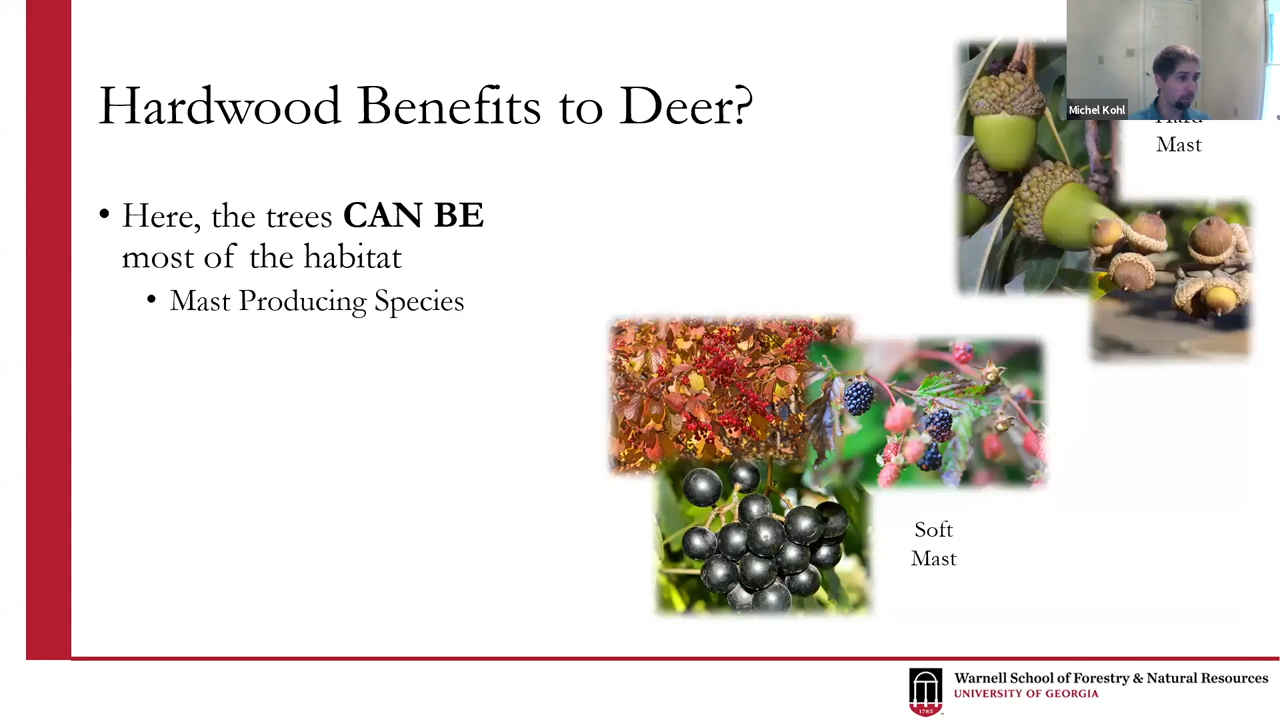 Hardwood Benefits to Deer?
Michel Kohl
Mast
• Here, the trees CAN BE
most of the habitat
• Mast Producing Species
Soft
Mast
Warnell School of Forestry & Natural Resources
UNIVERSITY OF GEORGIA
1785